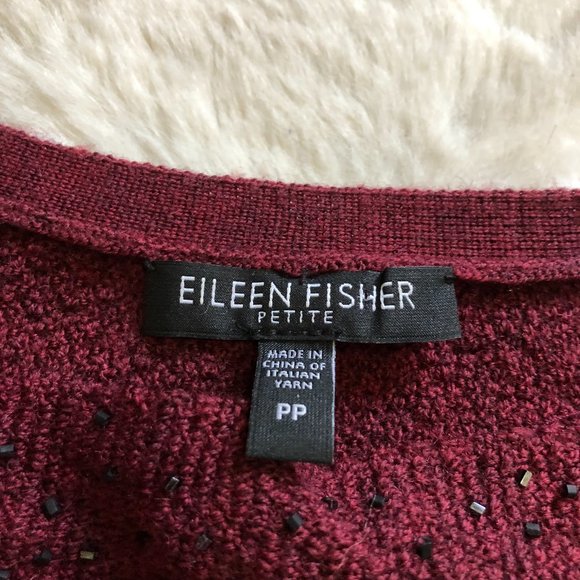 EILEEN FISHER
PETITE
MADE IN
CHINA OF
ITALIAN
YARN
PP